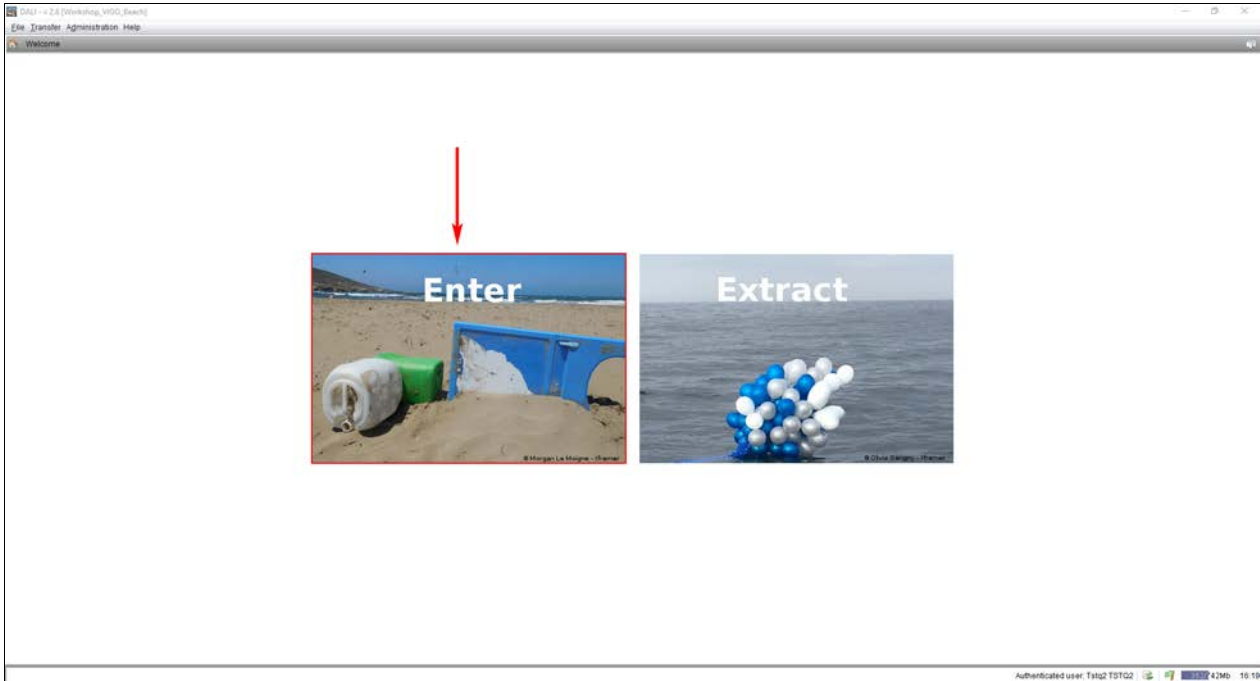 DALI - v 2.6 [Workshop_VIGO_Beach]
File Transfer Administration Help
Welcome
Enter
Extract
© Morgan Le Moigne - Ifremer
Authenticated user: Tstq2 TSTQ2